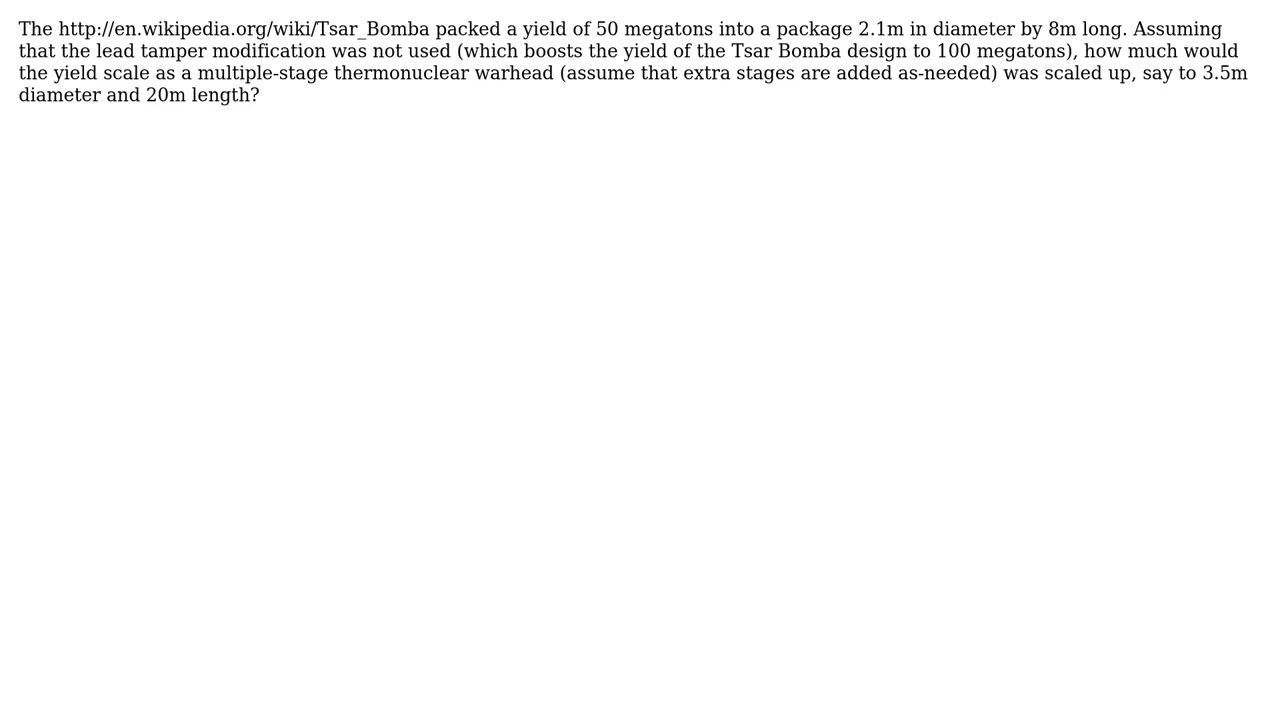 The http://en.wikipedia.org/wiki/Tsar_Bomba packed a yield of 50 megatons into a package 2.1m in diameter by 8m long. Assuming
that the lead tamper modification was not used (which boosts the yield of the Tsar Bomba design to 100 megatons), how much would
the yield scale as a multiple-stage thermonuclear warhead (assume that extra stages are added as-needed) was scaled up, say to 3.5m
diameter and 20m length?